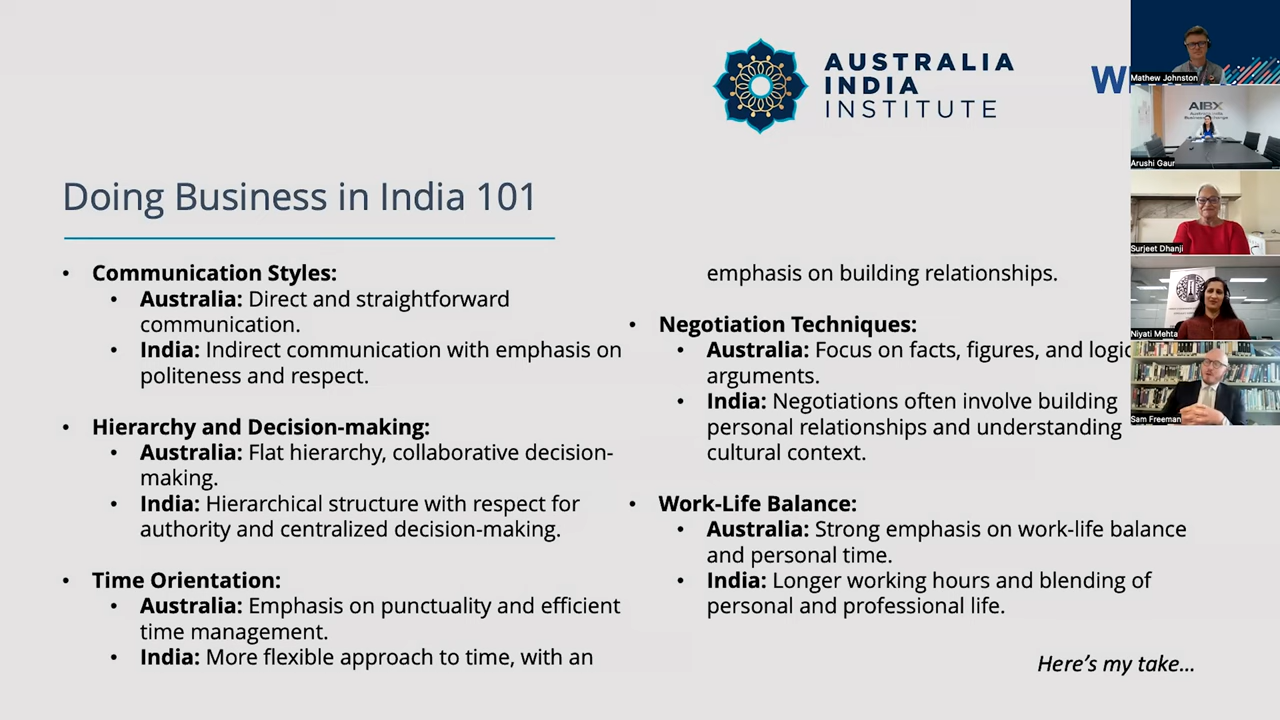 AUSTRALIA
INDIA
INSTITUTE
Doing Business in India 101
• Communication Styles:
• Australia: Direct and straightforward
communication.
• India: Indirect communication with emphasis on
politeness and respect.
• Hierarchy and Decision-making:
• Australia: Flat hierarchy, collaborative decision-
making.
• India: Hierarchical structure with respect for
authority and centralized decision-making.
• Time Orientation:
• Australia: Emphasis on punctuality and efficient
time management.
• India: More flexible approach to time, with an
emphasis on building relationships.
• Negotiation Techniques:
• Australia: Focus on facts, figures, and logic
arguments.
• India: Negotiations often involve building
personal relationships and understanding
cultural context.
• Work-Life Balance:
• Australia: Strong emphasis on work-life balance
and personal time.
• India: Longer working hours and blending of
personal and professional life.
Here's my take...
Mathew Johnston
AIBX
Arushi Gaur
Surjeet Dhanji
Niyati Mehta
Sam Freeman